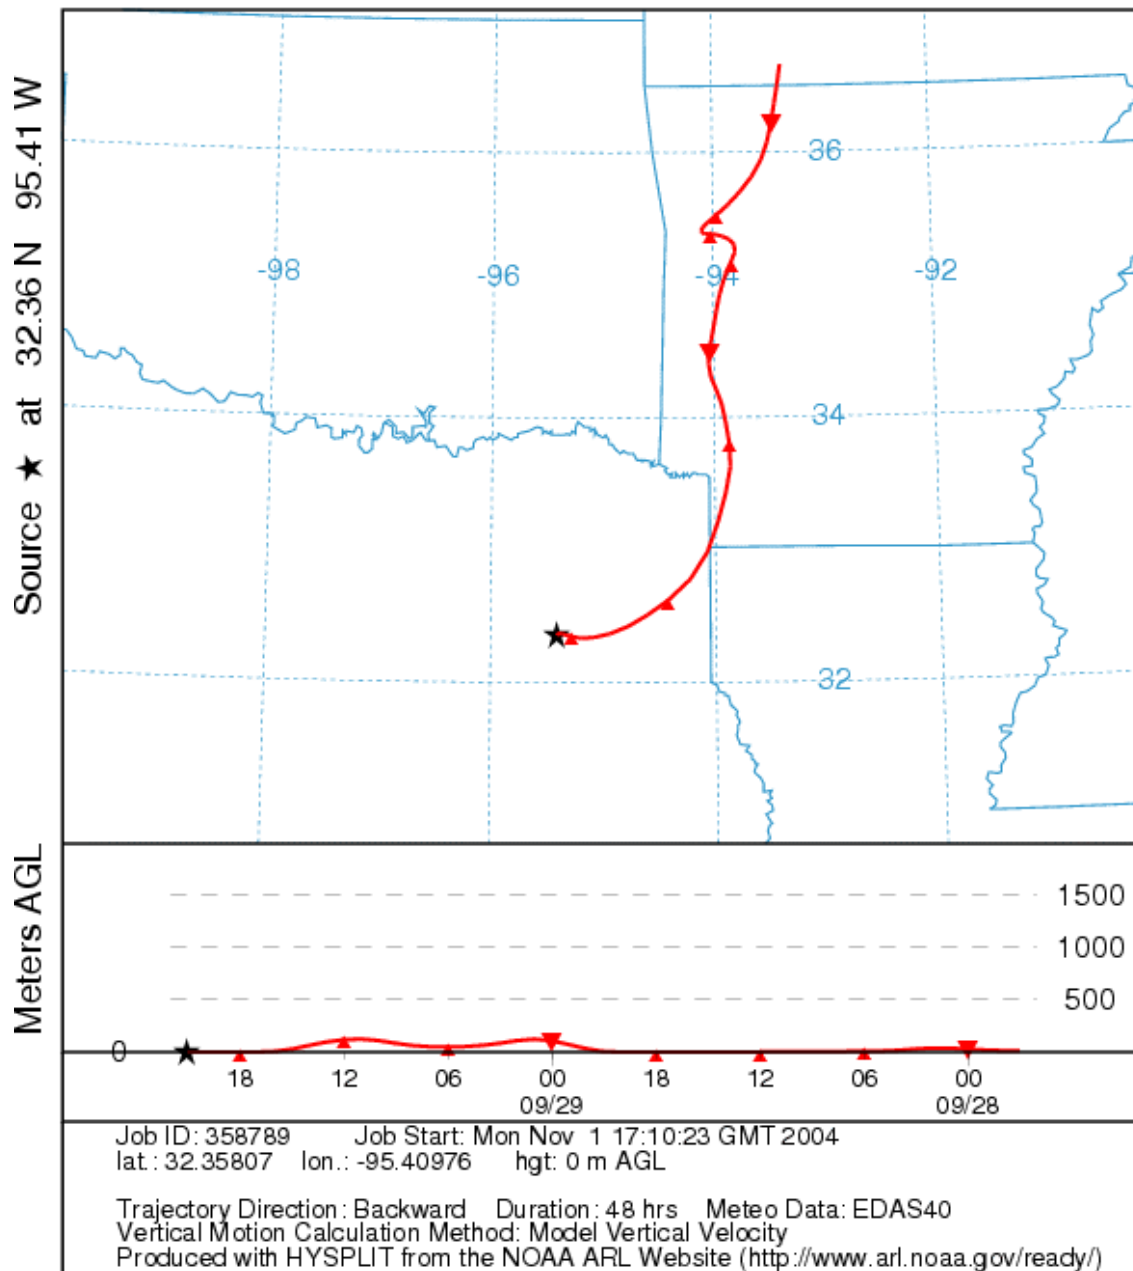 Source ★ at 32.36 N 95.41 W
36
-98 -96 -94 -92
34
32
Meters AGL
1500
1000
500
0
18 12 06 00 18 12 06 00
09/29 09/28
Job ID: 358789 Job Start: Mon Nov 1 17:10:23 GMT 2004
lat.: 32.35807 lon.: -95.40976 hgt: 0 m AGL
Trajectory Direction: Backward Duration: 48 hrs Meteo Data: EDAS40
Vertical Motion Calculation Method: Model Vertical Velocity
Produced with HYSPLIT from the NOAA ARL Website (http://www.arl.noaa.gov/ready/)